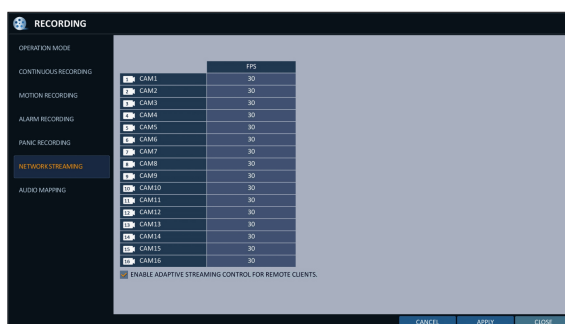 RECORDING
OPERATION MODE
CONTINUOUS RECORDING
MOTION RECORDING
ALARM RECORDING
PANIC RECORDING
NETWORK STREAMING
AUDIO MAPPING
FPS
1 CAM1 30
2 CAM2 30
3 CAM3 30
4 CAM4 30
5 CAM5 30
6 CAM6 30
7 CAM7 30
8 CAM8 30
9 CAM9 30
10 CAM10 30
11 CAM11 30
12 CAM12 30
13 CAM13 30
14 CAM14 30
15 CAM15 30
16 CAM16 30
ENABLE ADAPTIVE STREAMING CONTROL FOR REMOTE CLIENTS.
CANCEL APPLY CLOSE